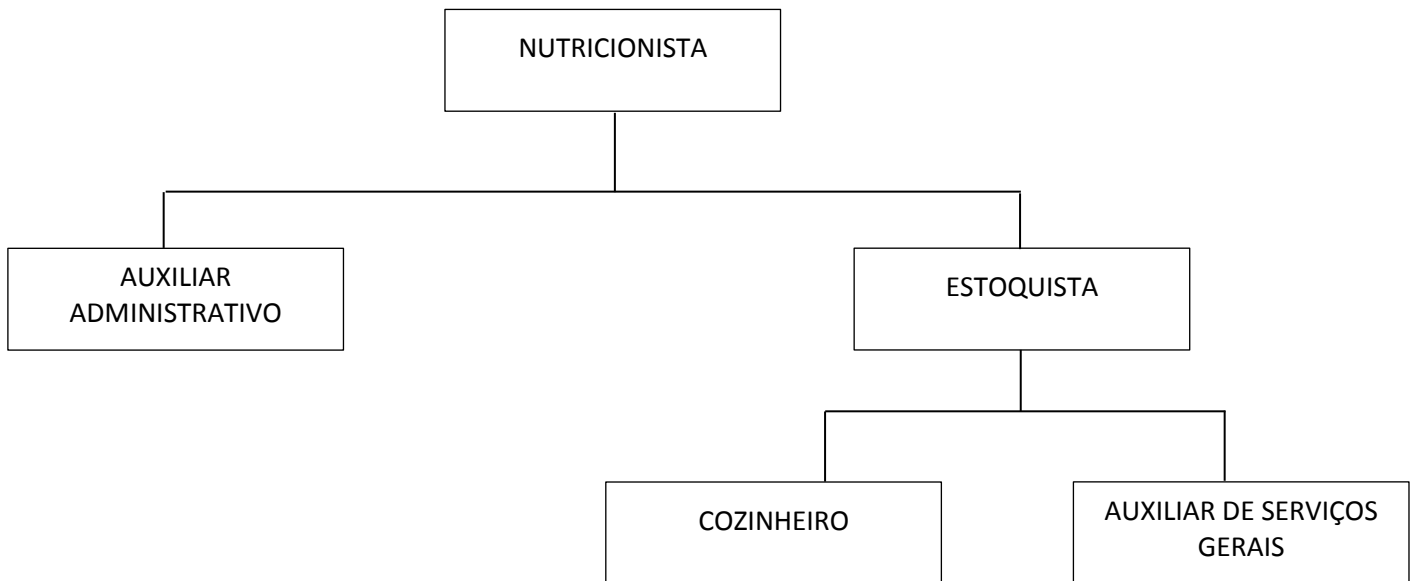 NUTRICIONISTA
AUXILIAR
ADMINISTRATIVO
ESTOQUISTA
COZINHEIRO
AUXILIAR DE SERVIÇOS
GERAIS